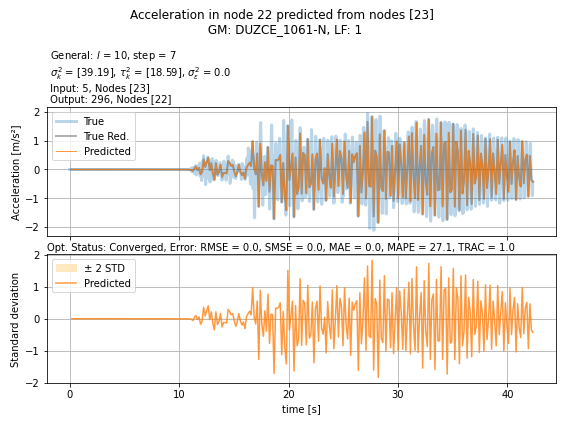 Acceleration in node 22 predicted from nodes [23]
GM: DUZCE_1061-N, LF: 1
General: l = 10, step = 7
σ²ₖ = [39.19], τ²ₖ = [18.59], σ²ε = 0.0
Input: 5, Nodes [23]
Output: 296, Nodes [22]
2
1
0
−1
−2
Acceleration [m/s²]
True
True Red.
Predicted
Opt. Status: Converged, Error: RMSE = 0.0, SMSE = 0.0, MAE = 0.0, MAPE = 27.1, TRAC = 1.0
2
1
0
−1
−2
Standard deviation
± 2 STD
Predicted
0 10 20 30 40
time [s]